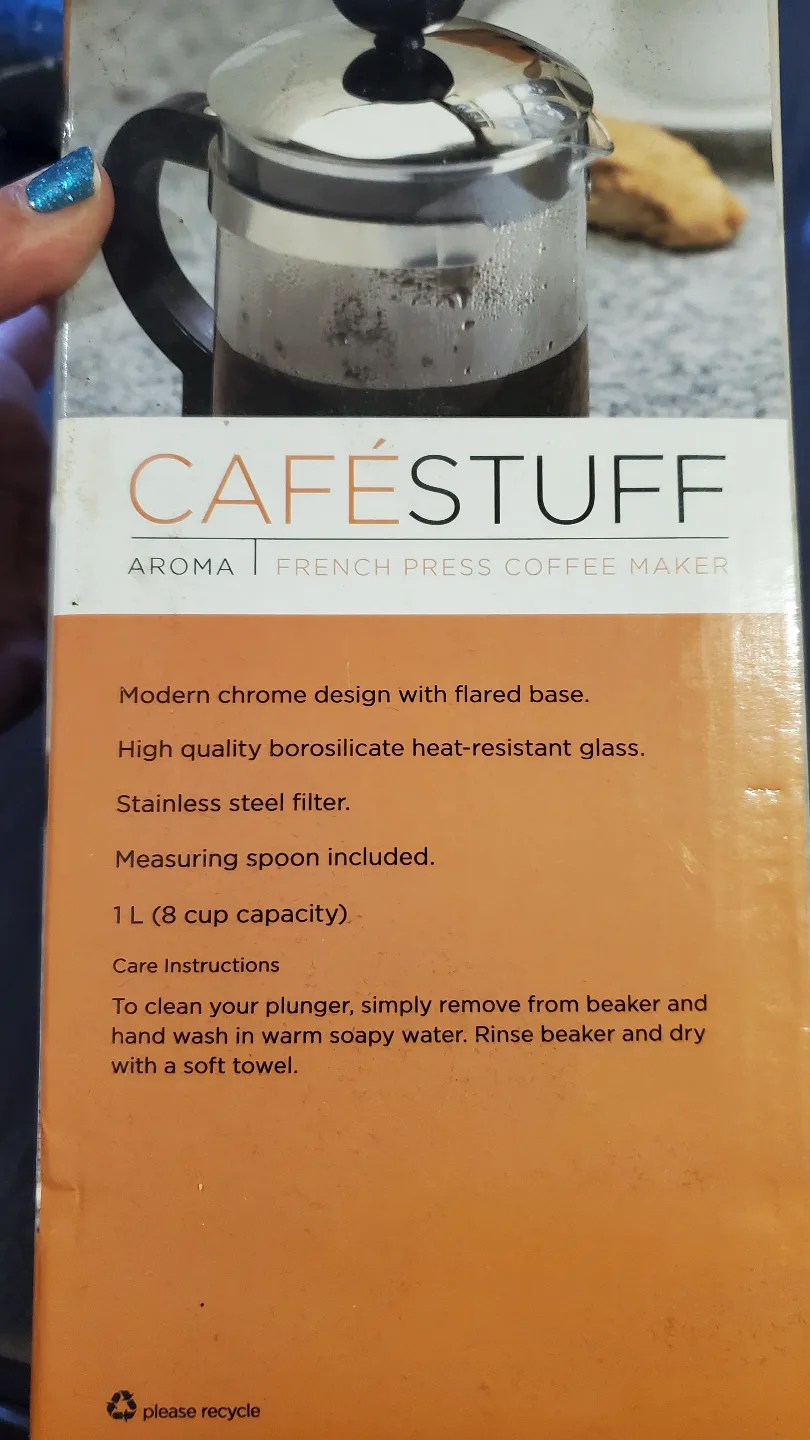 CAFÉSTUFF
AROMA | FRENCH PRESS COFFEE MAKER
Modern chrome design with flared base.
High quality borosilicate heat-resistant glass.
Stainless steel filter.
Measuring spoon included.
1 L (8 cup capacity)
Care Instructions
To clean your plunger, simply remove from beaker and
hand wash in warm soapy water. Rinse beaker and dry
with a soft towel.
please recycle